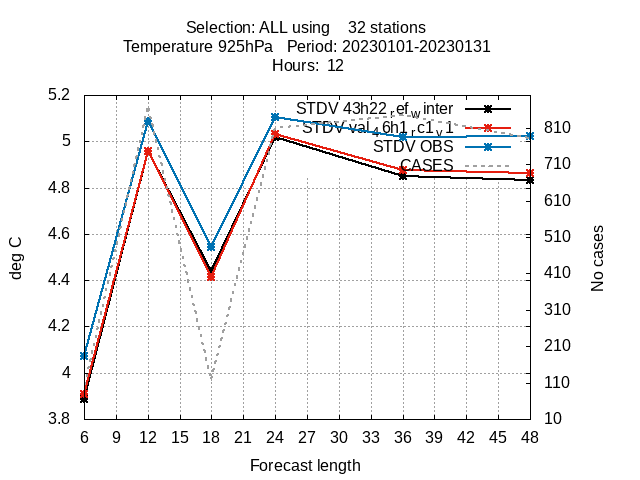 Selection: ALL using    32 stations
Temperature 925hPa   Period: 20230101-20230131
Hours:  12
STDV 43h22_ref_winter
STDV val_46h1_rc1_v1
STDV OBS
CASES
5.2
5
4.8
4.6
4.4
4.2
4
3.8
deg C
810
710
610
510
410
310
210
110
10
No cases
6 9 12 15 18 21 24 27 30 33 36 39 42 45 48
Forecast length